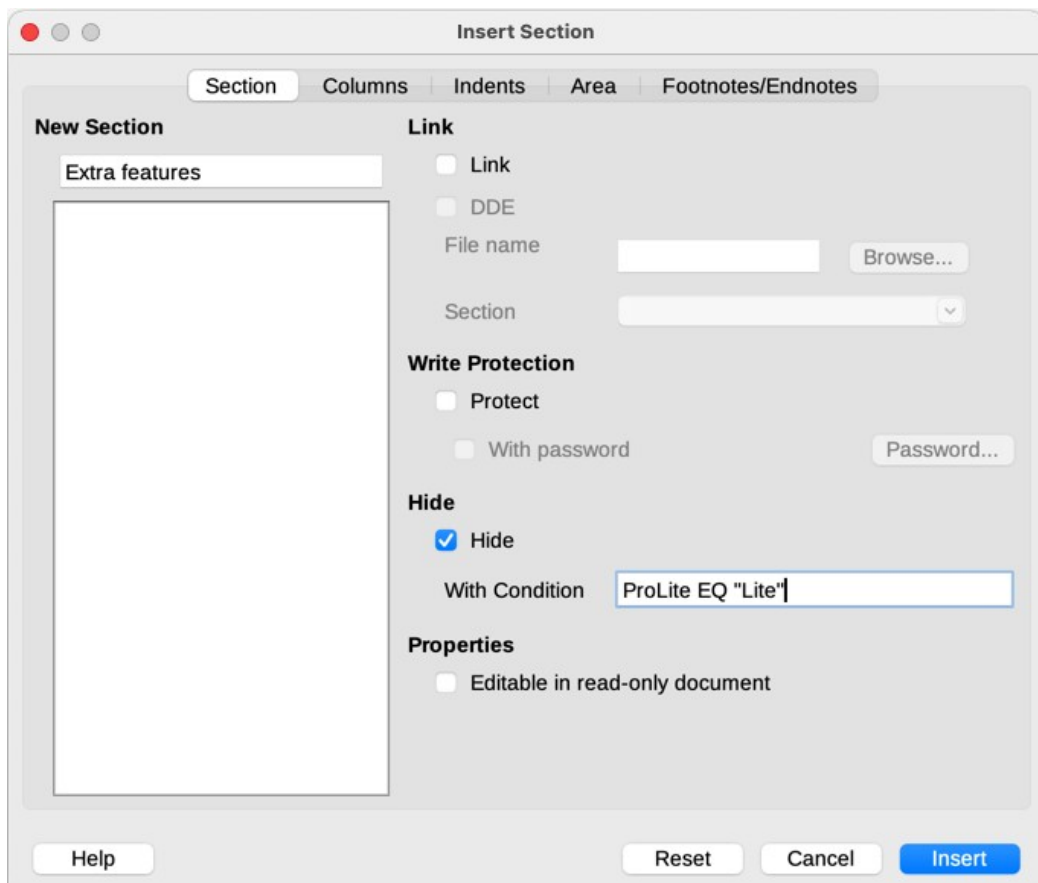 Insert Section
Section Columns Indents Area Footnotes/Endnotes
New Section
Extra features
Link
Link
DDE
File name
Browse...
Section
Write Protection
Protect
With password
Password...
Hide
Hide
With Condition
ProLite EQ "Lite"
Properties
Editable in read-only document
Help
Reset
Cancel
Insert